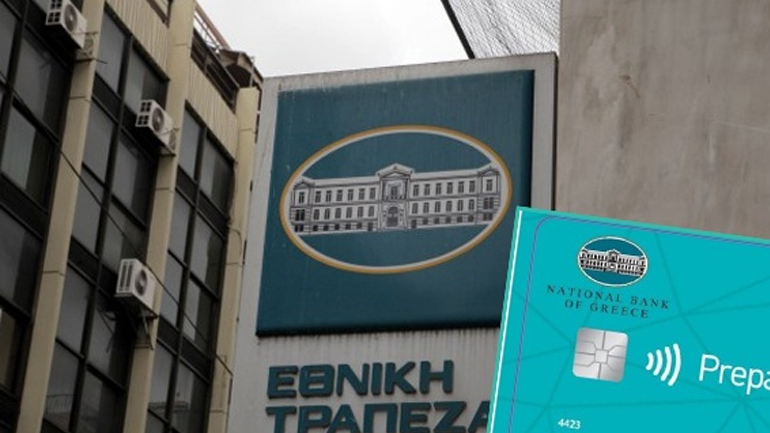 ΕΘΝΙΚΗ
ΤΡΑΠΕΖΑ
NATIONAL BANK
OF GREECE
Prepa
4423